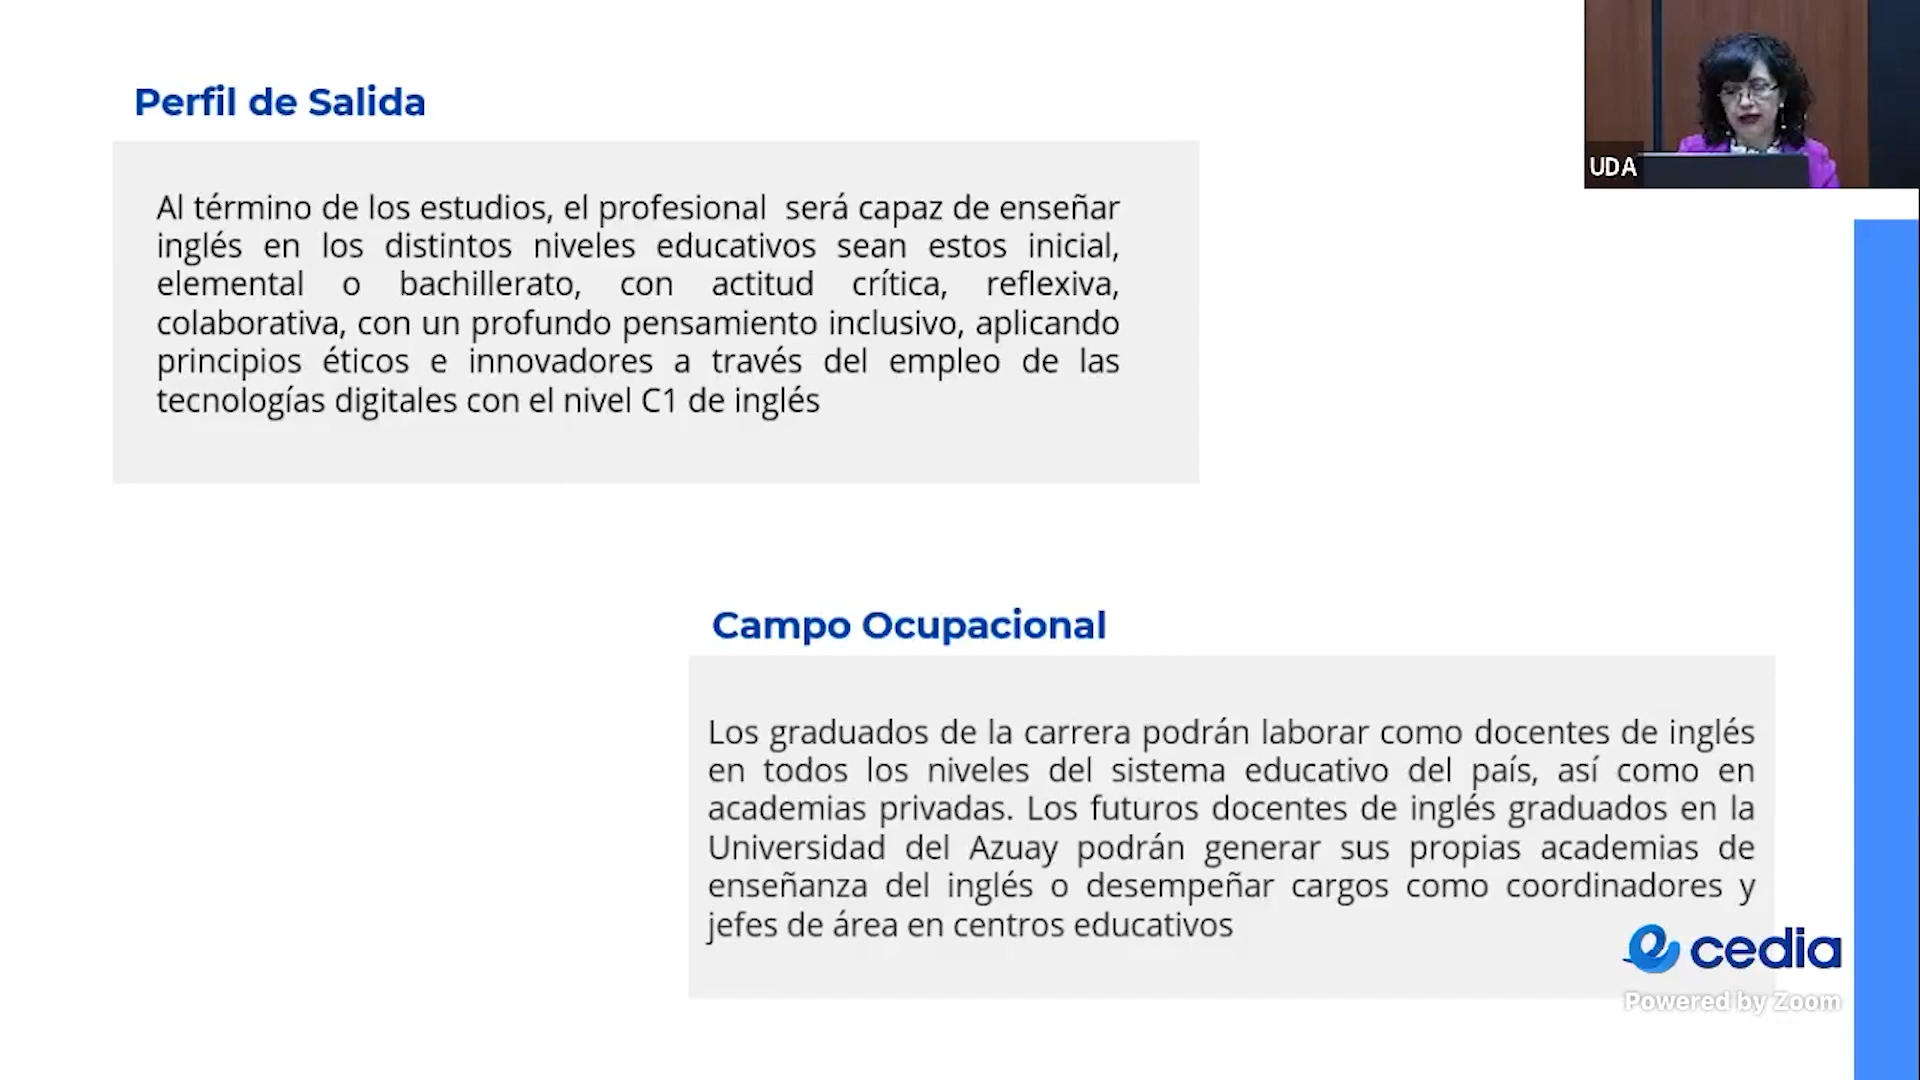 Perfil de Salida
Al término de los estudios, el profesional será capaz de enseñar
inglés en los distintos niveles educativos sean estos inicial,
elemental o bachillerato, con actitud crítica, reflexiva,
colaborativa, con un profundo pensamiento inclusivo, aplicando
principios éticos e innovadores a través del empleo de las
tecnologías digitales con el nivel C1 de inglés
UDA
Campo Ocupacional
Los graduados de la carrera podrán laborar como docentes de inglés
en todos los niveles del sistema educativo del país, así como en
academias privadas. Los futuros docentes de inglés graduados en la
Universidad del Azuay podrán generar sus propias academias de
enseñanza del inglés o desempeñar cargos como coordinadores y
jefes de área en centros educativos
cedia
Powered by Zoom